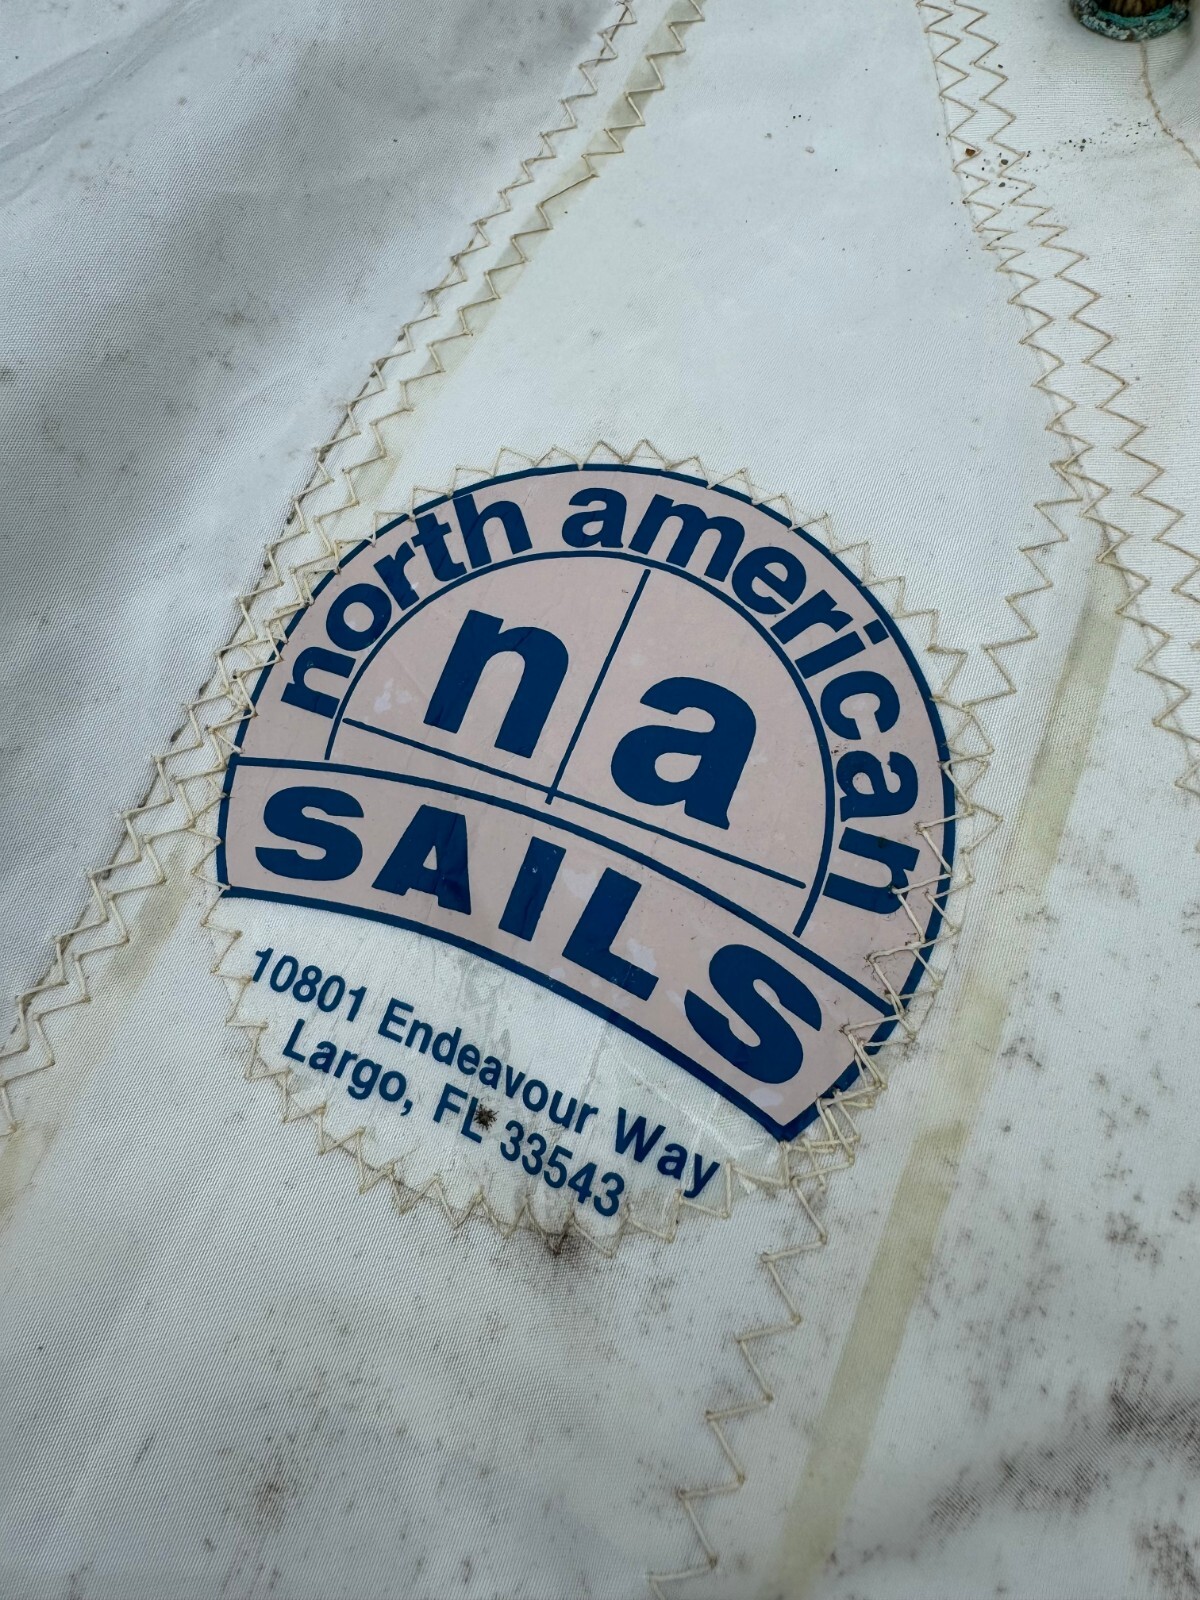 north american
n a
SAILS
10801 Endeavour Way
Largo, FL 33543